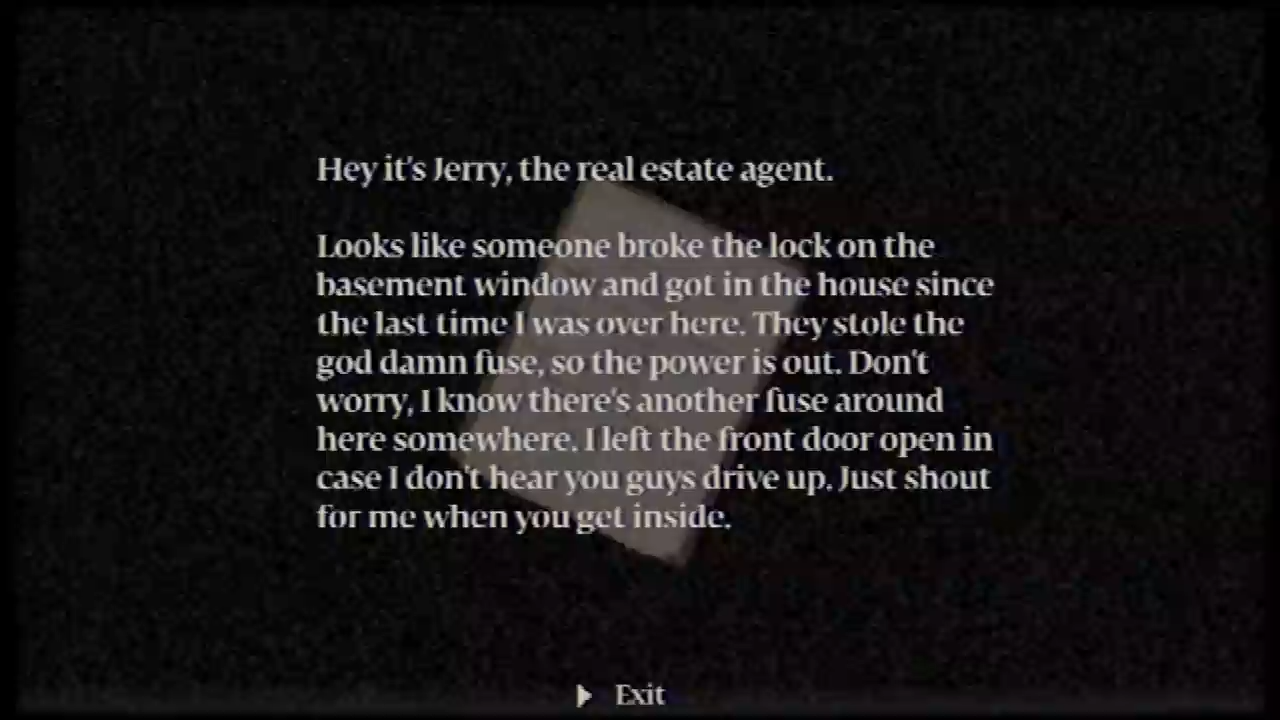 Hey it's Jerry, the real estate agent.
Looks like someone broke the lock on the
basement window and got in the house since
the last time I was over here. They stole the
god damn fuse, so the power is out. Don't
worry, I know there's another fuse around
here somewhere. I left the front door open in
case I don't hear you guys drive up. Just shout
for me when you get inside.
Exit